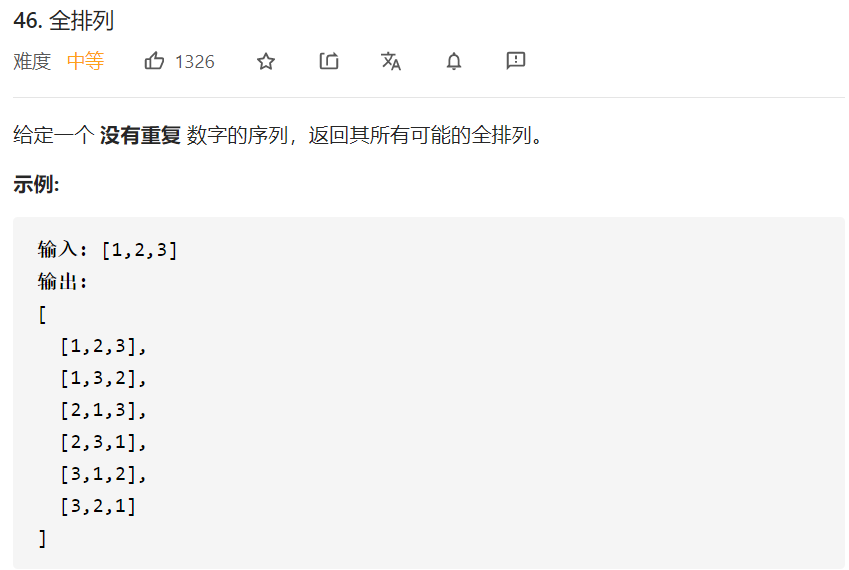 46. 全排列
难度 中等 1326
给定一个 没有重复 数字的序列，返回其所有可能的全排列。
示例:
输入: [1,2,3]
输出:
[
  [1,2,3],
  [1,3,2],
  [2,1,3],
  [2,3,1],
  [3,1,2],
  [3,2,1]
]